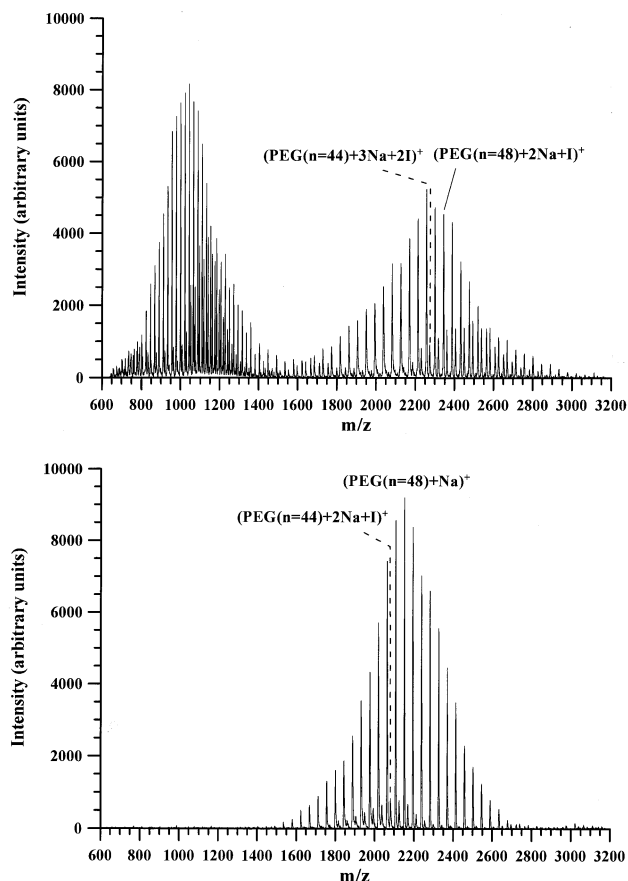 10000
8000
6000
4000
2000
0
Intensity (arbitrary units)
(PEG(n=44)+3Na+2I)+
(PEG(n=48)+2Na+I)+
600 800 1000 1200 1400 1600 1800 2000 2200 2400 2600 2800 3000 3200
m/z
10000
8000
6000
4000
2000
0
Intensity (arbitrary units)
(PEG(n=48)+Na)+
(PEG(n=44)+2Na+I)+
600 800 1000 1200 1400 1600 1800 2000 2200 2400 2600 2800 3000 3200
m/z